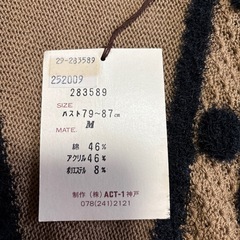 29-283589
252009
283589
SIZE
バスト79~87cm
MATE. M
綿 46%
アクリル46%
ポリエステル 8%
制作 (株) ACT-1 神戸
078(241)2121